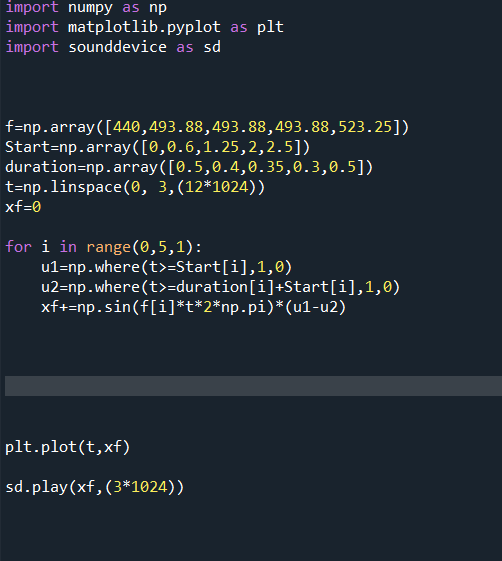 import numpy as np
import matplotlib.pyplot as plt
import sounddevice as sd
f=np.array([440,493.88,493.88,493.88,523.25])
Start=np.array([0,0.6,1.25,2,2.5])
duration=np.array([0.5,0.4,0.35,0.3,0.5])
t=np.linspace(0, 3,(12*1024))
xf=0
for i in range(0,5,1):
    u1=np.where(t>=Start[i],1,0)
    u2=np.where(t>=duration[i]+Start[i],1,0)
    xf+=np.sin(f[i]*t*2*np.pi)*(u1-u2)
plt.plot(t,xf)
sd.play(xf,(3*1024))